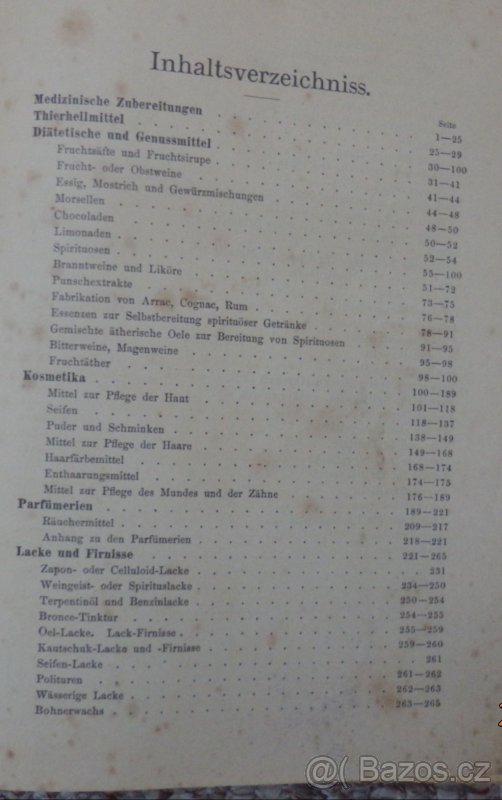 Inhaltsverzeichniss.
Seite
Medizinische Zubereitungen 1—25
Thierheilmittel 25—29
Diätetische und Genussmittel 30—100
Fruchtsäfte und Fruchtsirupe 31—41
Frucht- oder Obstweine 41—44
Essig, Mostrich und Gewürzmischungen 44—48
Morsellen 48—50
Chocoladen 50—52
Limonaden 52—54
Spirituosen 55—100
Branntweine und Liköre 51—72
Punschextrakte 73—75
Fabrikation von Arrac, Cognac, Rum 76—78
Essenzen zur Selbstbereitung spirituöser Getränke 78—91
Gemischte ätherische Oele zur Bereitung von Spirituosen 91—95
Bitterweine, Magenweine 95—98
Fruchtäther 98—100
Kosmetika 100—189
Mittel zur Pflege der Haut 101—118
Seifen 118—137
Puder und Schminken 138—149
Mittel zur Pflege der Haare 149—168
Haarfärbemittel 168—174
Enthaarungsmittel 174—175
Mittel zur Pflege des Mundes und der Zähne 176—189
Parfümerien 189—221
Räuchermittel 209—217
Anhang zu den Parfümerien 218—221
Lacke und Firnisse 221—265
Zapon- oder Celluloid-Lacke 231
Weingeist- oder Spirituslacke 234—250
Terpentinöl und Benzinlacke 250—254
Bronce-Tinktur 254—255
Oel-Lacke. Lack-Firnisse 255—259
Kautschuk-Lacke und -Firnisse 259—260
Seifen-Lacke 261
Polituren 261—262
Wässerige Lacke 262—263
Bohnerwachs 263—265
@ Bazos.cz